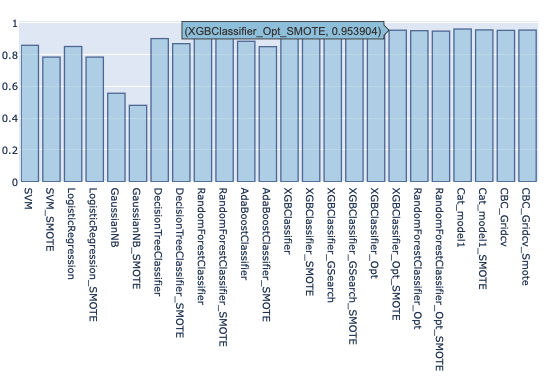 1
(XGBClassifier_Opt_SMOTE, 0.953904)
0.8
0.6
0.4
0.2
0
SVM
SVM_SMOTE
LogisticRegression
LogisticRegression_SMOTE
GaussianNB
GaussianNB_SMOTE
DecisionTreeClassifier
DecisionTreeClassifier_SMOTE
RandomForestClassifier
RandomForestClassifier_SMOTE
AdaBoostClassifier
AdaBoostClassifier_SMOTE
XGBClassifier
XGBClassifier_SMOTE
XGBClassifier_GSearch
XGBClassifier_GSearch_SMOTE
XGBClassifier_Opt
XGBClassifier_Opt_SMOTE
RandomForestClassifier_Opt
RandomForestClassifier_Opt_SMOTE
Cat_model1
Cat_model1_SMOTE
CBC_Gridcv
CBC_Gridcv_Smote